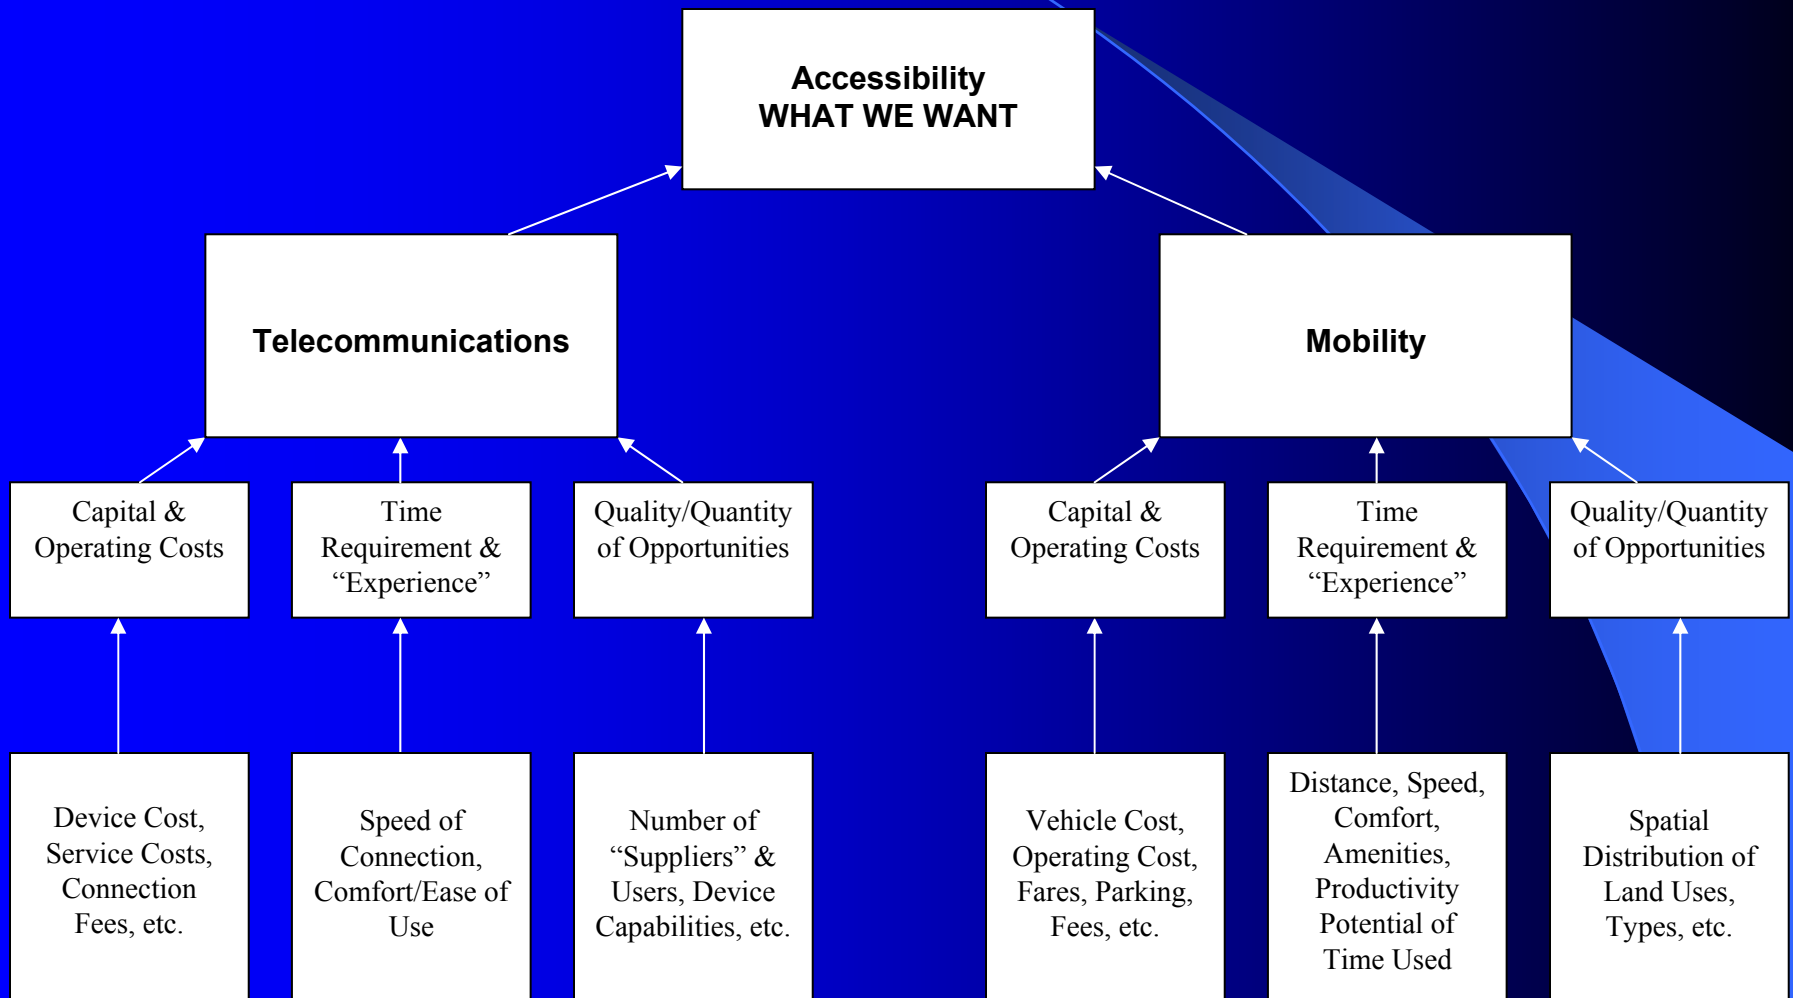 Accessibility
WHAT WE WANT
Telecommunications
Mobility
Capital &
Operating Costs
Time
Requirement &
“Experience”
Quality/Quantity
of Opportunities
Capital &
Operating Costs
Time
Requirement &
“Experience”
Quality/Quantity
of Opportunities
Device Cost,
Service Costs,
Connection
Fees, etc.
Speed of
Connection,
Comfort/Ease of
Use
Number of
“Suppliers” &
Users, Device
Capabilities, etc.
Vehicle Cost,
Operating Cost,
Fares, Parking,
Fees, etc.
Distance, Speed,
Comfort,
Amenities,
Productivity
Potential of
Time Used
Spatial
Distribution of
Land Uses,
Types, etc.